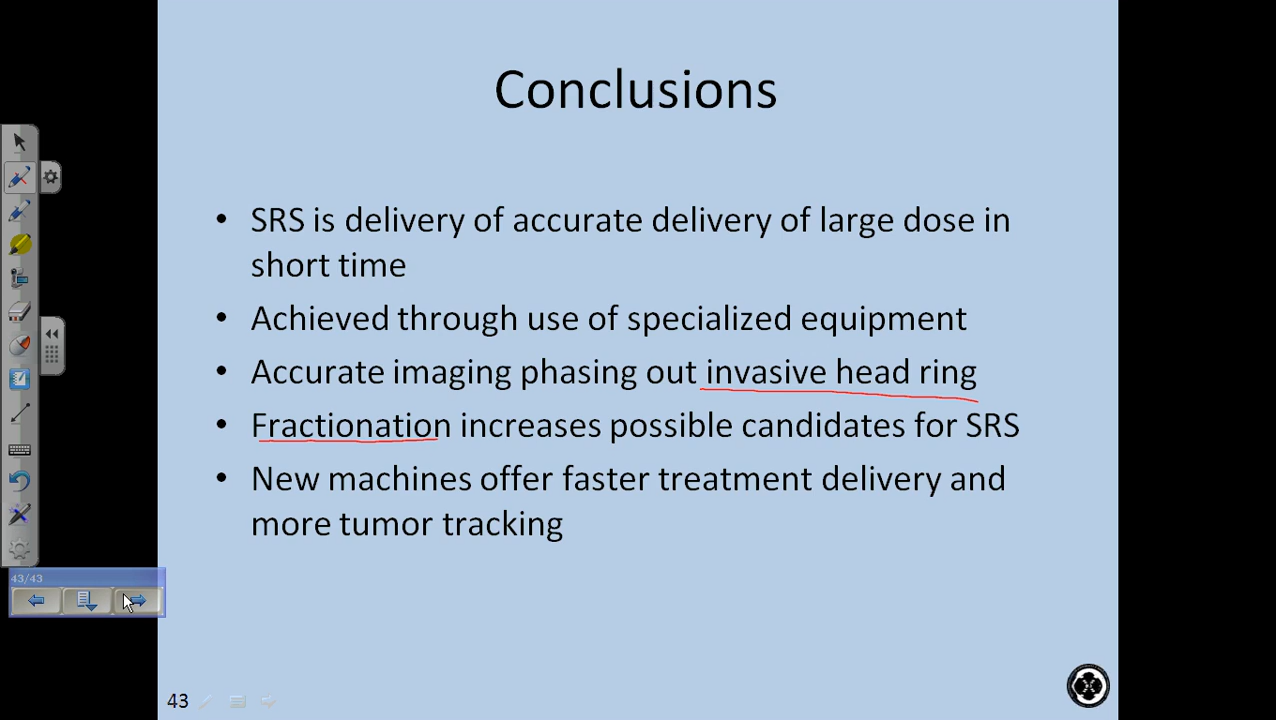 Conclusions
• SRS is delivery of accurate delivery of large dose in
short time
• Achieved through use of specialized equipment
• Accurate imaging phasing out invasive head ring
• Fractionation increases possible candidates for SRS
• New machines offer faster treatment delivery and
more tumor tracking
43/43
43